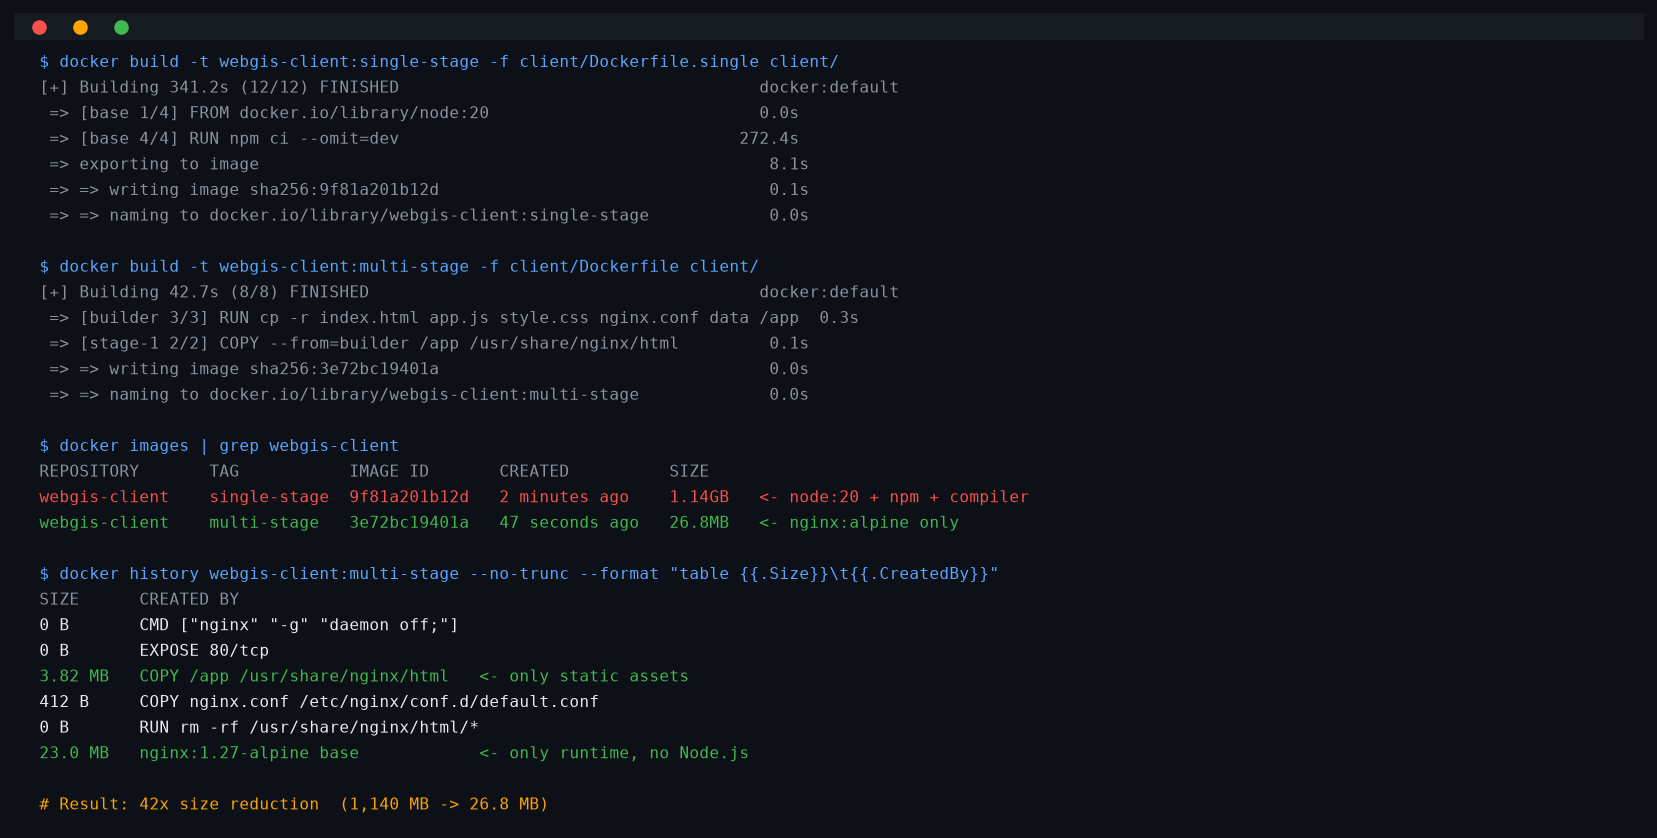 $ docker build -t webgis-client:single-stage -f client/Dockerfile.single client/
[+] Building 341.2s (12/12) FINISHED                                    docker:default
 => [base 1/4] FROM docker.io/library/node:20                           0.0s
 => [base 4/4] RUN npm ci --omit=dev                                  272.4s
 => exporting to image                                                   8.1s
 => => writing image sha256:9f81a201b12d                                 0.1s
 => => naming to docker.io/library/webgis-client:single-stage            0.0s

$ docker build -t webgis-client:multi-stage -f client/Dockerfile client/
[+] Building 42.7s (8/8) FINISHED                                       docker:default
 => [builder 3/3] RUN cp -r index.html app.js style.css nginx.conf data /app  0.3s
 => [stage-1 2/2] COPY --from=builder /app /usr/share/nginx/html         0.1s
 => => writing image sha256:3e72bc19401a                                 0.0s
 => => naming to docker.io/library/webgis-client:multi-stage             0.0s

$ docker images | grep webgis-client
REPOSITORY       TAG           IMAGE ID       CREATED          SIZE
webgis-client    single-stage  9f81a201b12d   2 minutes ago    1.14GB   <- node:20 + npm + compiler
webgis-client    multi-stage   3e72bc19401a   47 seconds ago   26.8MB   <- nginx:alpine only

$ docker history webgis-client:multi-stage --no-trunc --format "table {{.Size}}\t{{.CreatedBy}}"
SIZE      CREATED BY
0 B       CMD ["nginx" "-g" "daemon off;"]
0 B       EXPOSE 80/tcp
3.82 MB   COPY /app /usr/share/nginx/html   <- only static assets
412 B     COPY nginx.conf /etc/nginx/conf.d/default.conf
0 B       RUN rm -rf /usr/share/nginx/html/*
23.0 MB   nginx:1.27-alpine base            <- only runtime, no Node.js

# Result: 42x size reduction  (1,140 MB -> 26.8 MB)